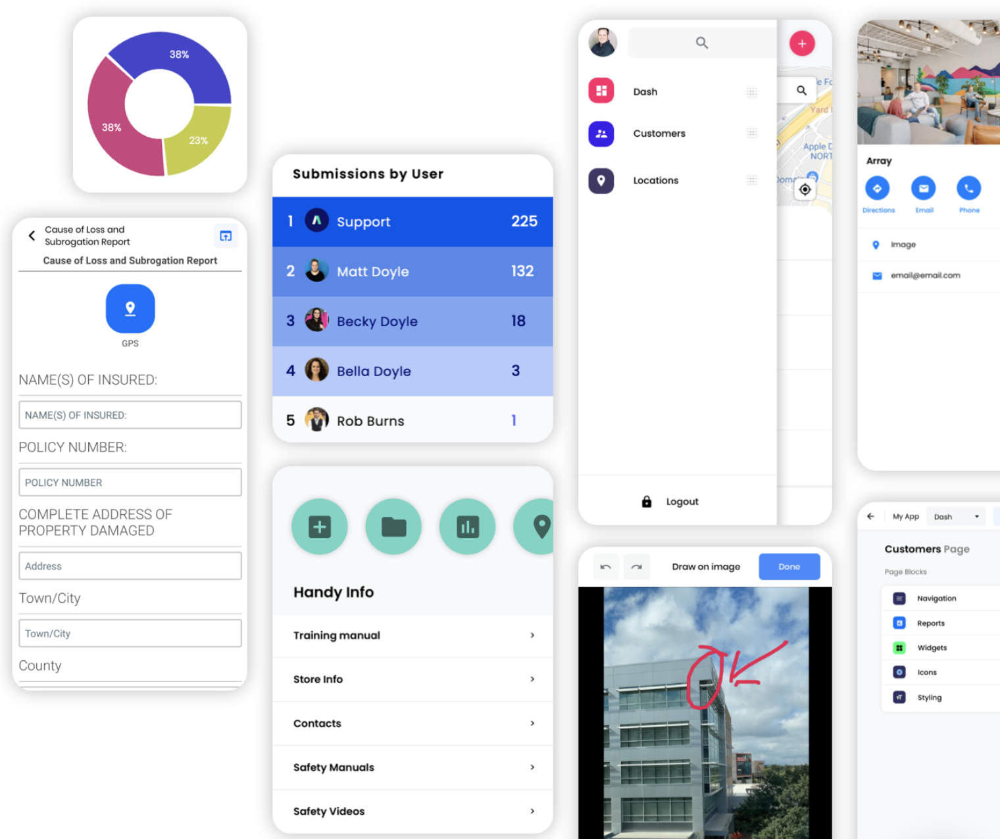 38%
38%
23%
Cause of Loss and
Subrogation Report
Cause of Loss and Subrogation Report
GPS
NAME(S) OF INSURED:
NAME(S) OF INSURED:
POLICY NUMBER:
POLICY NUMBER
COMPLETE ADDRESS OF
PROPERTY DAMAGED
Address
Town/City
Town/City
County
Submissions by User
1 Support 225
2 Matt Doyle 132
3 Becky Doyle 18
4 Bella Doyle 3
5 Rob Burns 1
Handy Info
Training manual
Store Info
Contacts
Safety Manuals
Safety Videos
Dash
Customers
Locations
Logout
Yard
Apple D
NORT
Doma
Draw on image Done
Array
Directions Email Phone
Image
email@email.com
My App Dash
Customers Page
Page Blocks
Navigation
Reports
Widgets
Icons
Styling